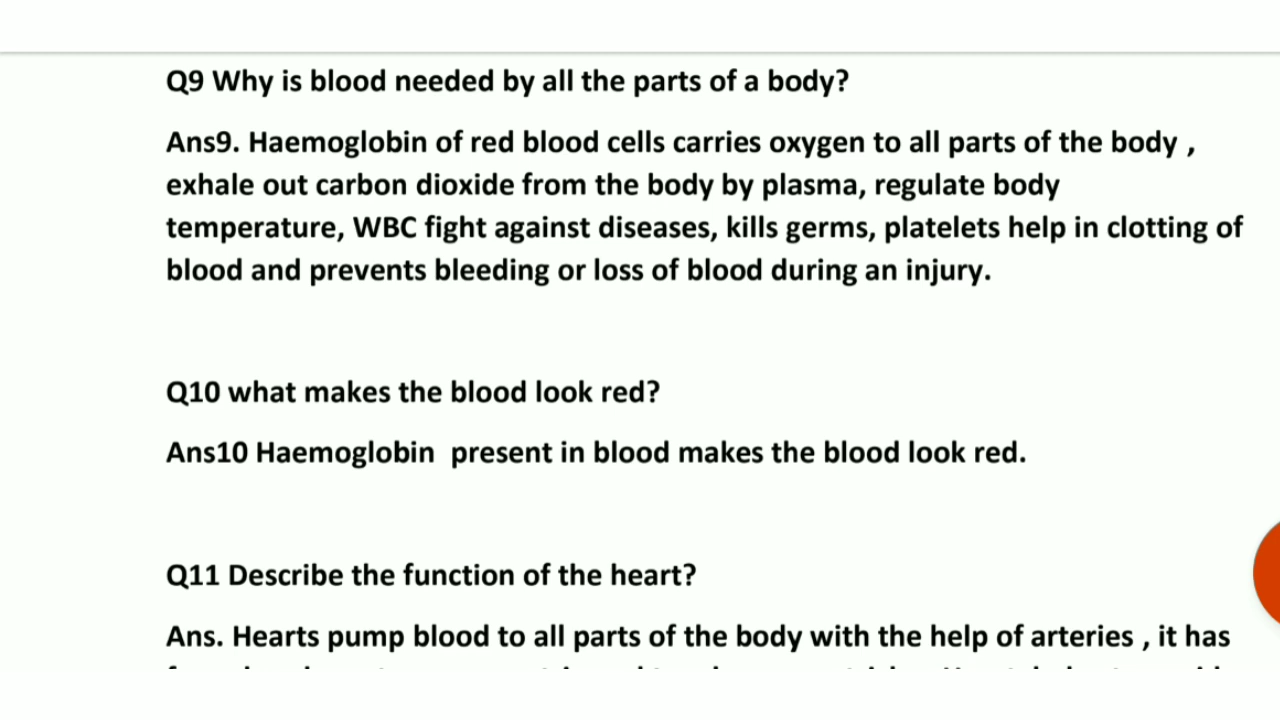 Q9 Why is blood needed by all the parts of a body?
Ans9. Haemoglobin of red blood cells carries oxygen to all parts of the body ,
exhale out carbon dioxide from the body by plasma, regulate body
temperature, WBC fight against diseases, kills germs, platelets help in clotting of
blood and prevents bleeding or loss of blood during an injury.
Q10 what makes the blood look red?
Ans10 Haemoglobin  present in blood makes the blood look red.
Q11 Describe the function of the heart?
Ans. Hearts pump blood to all parts of the body with the help of arteries , it has